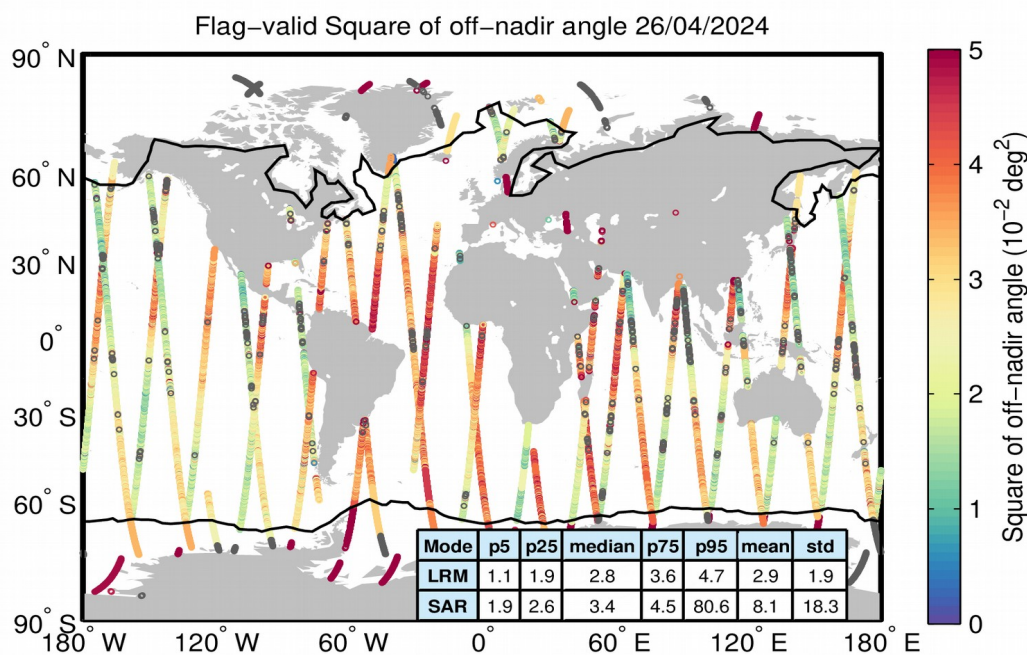 Flag-valid Square of off-nadir angle 26/04/2024
90° N
60° N
30° N
0°
30° S
60° S
90° S
180° W
120° W
60° W
0°
60° E
120° E
180° E
Mode p5 p25 median p75 p95 mean std
LRM 1.1 1.9 2.8 3.6 4.7 2.9 1.9
SAR 1.9 2.6 3.4 4.5 80.6 8.1 18.3
5
4
3
2
1
0
Square of off-nadir angle (10⁻² deg²)